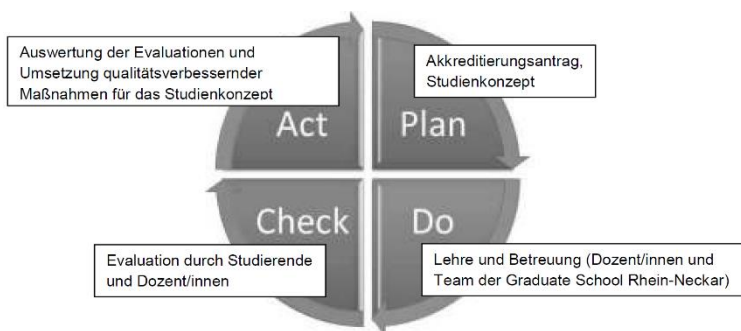 Auswertung der Evaluationen und
Umsetzung qualitätsverbessernder
Maßnahmen für das Studienkonzept
Akkreditierungsantrag,
Studienkonzept
Act
Plan
Check
Do
Evaluation durch Studierende
und Dozent/innen
Lehre und Betreuung (Dozent/innen und
Team der Graduate School Rhein-Neckar)